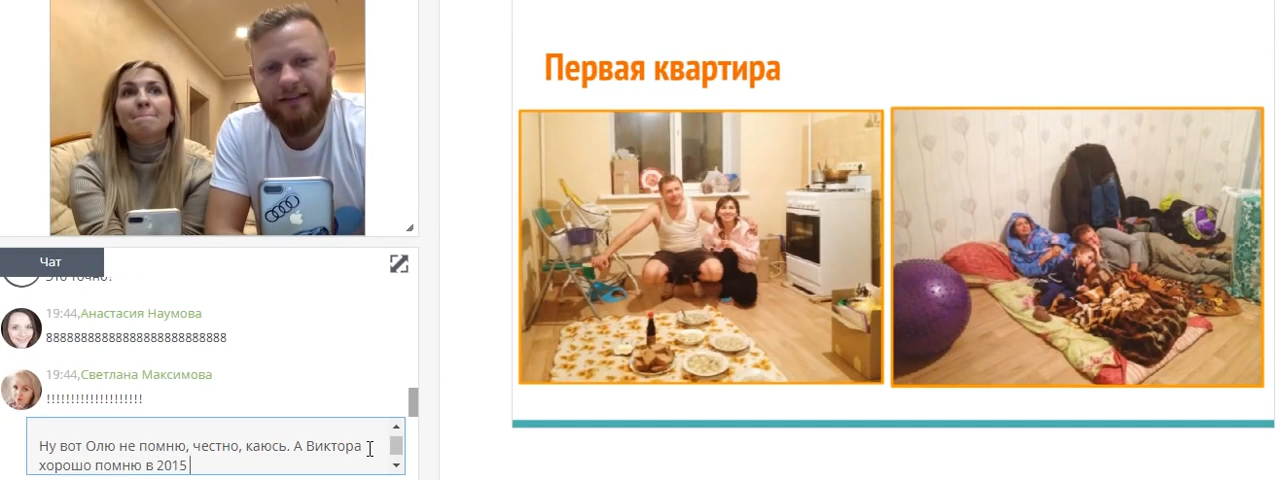 Первая квартира
Чат
Это точно!
19:44,Анастасия Наумова
8888888888888888888888888
19:44,Светлана Максимова
!!!!!!!!!!!!!!!!!!!!
Ну вот Олю не помню, честно, каюсь. А Виктора
хорошо помню в 2015